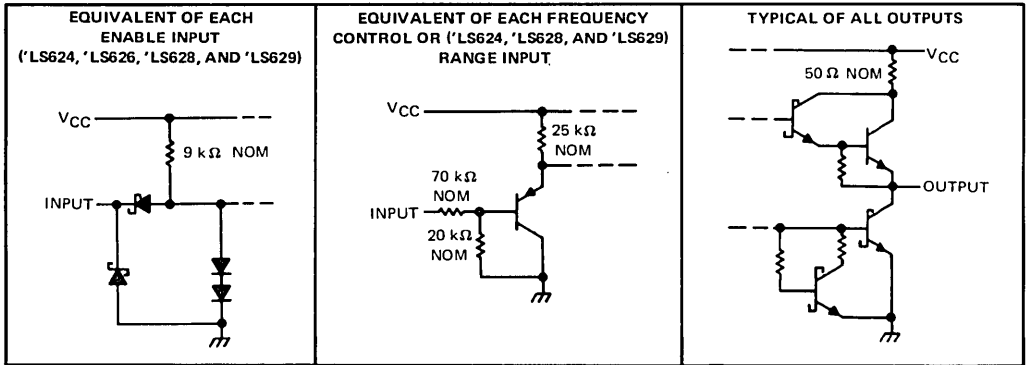 EQUIVALENT OF EACH
ENABLE INPUT
('LS624, 'LS626, 'LS628, AND 'LS629)
VCC
9 kΩ NOM
INPUT
EQUIVALENT OF EACH FREQUENCY
CONTROL OR ('LS624, 'LS628, AND 'LS629)
RANGE INPUT
VCC
25 kΩ
NOM
70 kΩ
NOM
INPUT
20 kΩ
NOM
TYPICAL OF ALL OUTPUTS
VCC
50 Ω NOM
OUTPUT